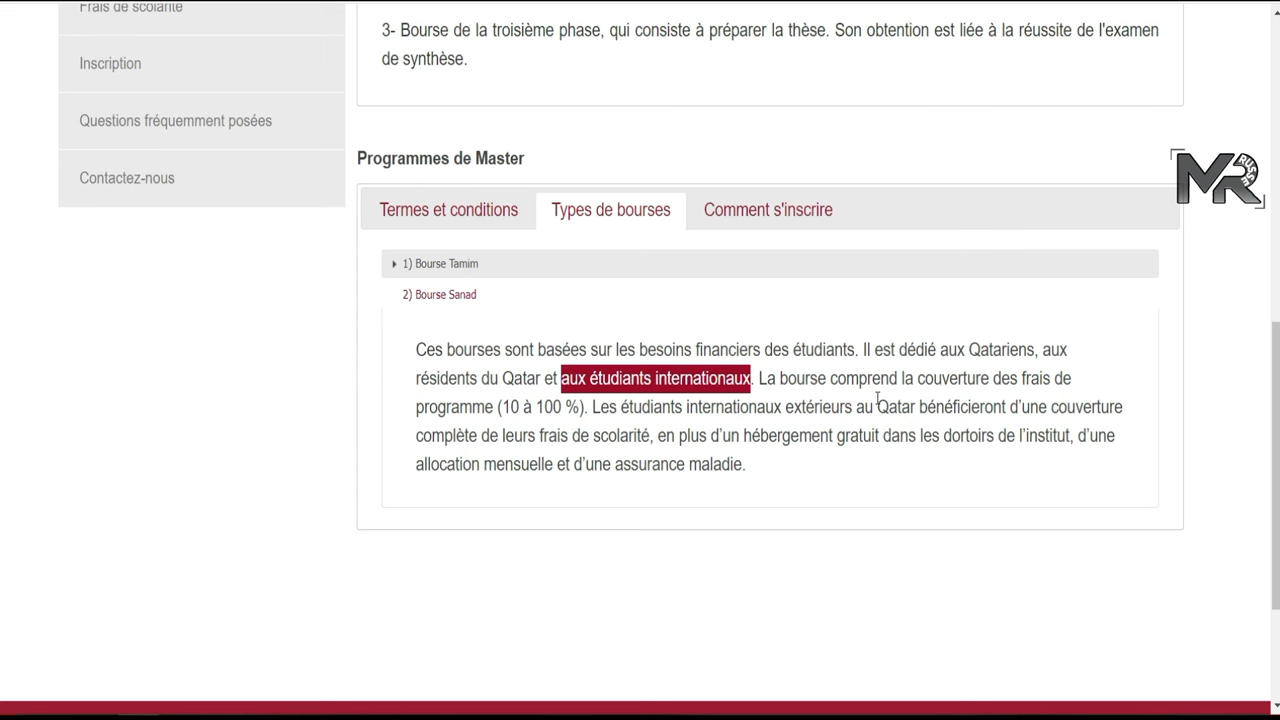 Frais de scolarité
3- Bourse de la troisième phase, qui consiste à préparer la thèse. Son obtention est liée à la réussite de l'examen
de synthèse.
Inscription
Questions fréquemment posées
Contactez-nous
Programmes de Master
MR
RUSSE
Termes et conditions
Types de bourses
Comment s'inscrire
1) Bourse Tamim
2) Bourse Sanad
Ces bourses sont basées sur les besoins financiers des étudiants. Il est dédié aux Qatariens, aux
résidents du Qatar et aux étudiants internationaux. La bourse comprend la couverture des frais de
programme (10 à 100 %). Les étudiants internationaux extérieurs au Qatar bénéficieront d’une couverture
complète de leurs frais de scolarité, en plus d’un hébergement gratuit dans les dortoirs de l’institut, d’une
allocation mensuelle et d’une assurance maladie.